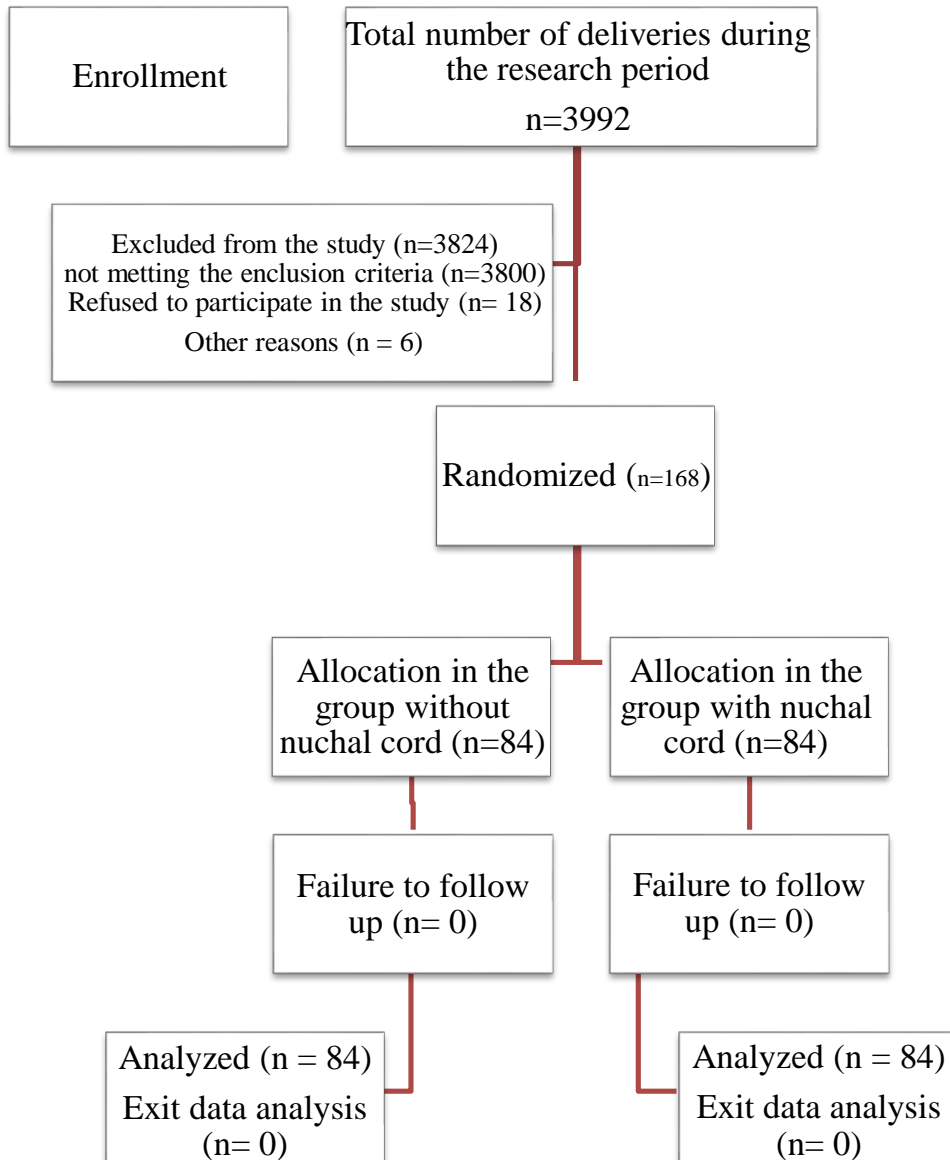 Enrollment
Total number of deliveries during
the research period
n=3992
Excluded from the study (n=3824)
not metting the enclusion criteria (n=3800)
Refused to participate in the study (n= 18)
Other reasons (n = 6)
Randomized (n=168)
Allocation in the
group without
nuchal cord (n=84)
Allocation in the
group with nuchal
cord (n=84)
Failure to follow
up (n= 0)
Failure to follow
up (n= 0)
Analyzed (n = 84)
Exit data analysis
(n= 0)
Analyzed (n = 84)
Exit data analysis
(n= 0)